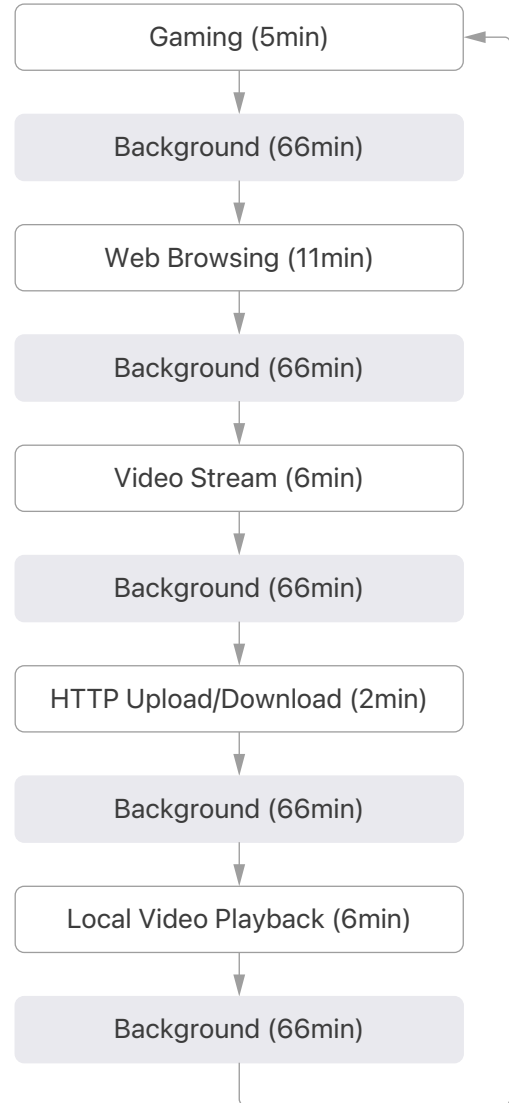 Gaming (5min)
Background (66min)
Web Browsing (11min)
Background (66min)
Video Stream (6min)
Background (66min)
HTTP Upload/Download (2min)
Background (66min)
Local Video Playback (6min)
Background (66min)